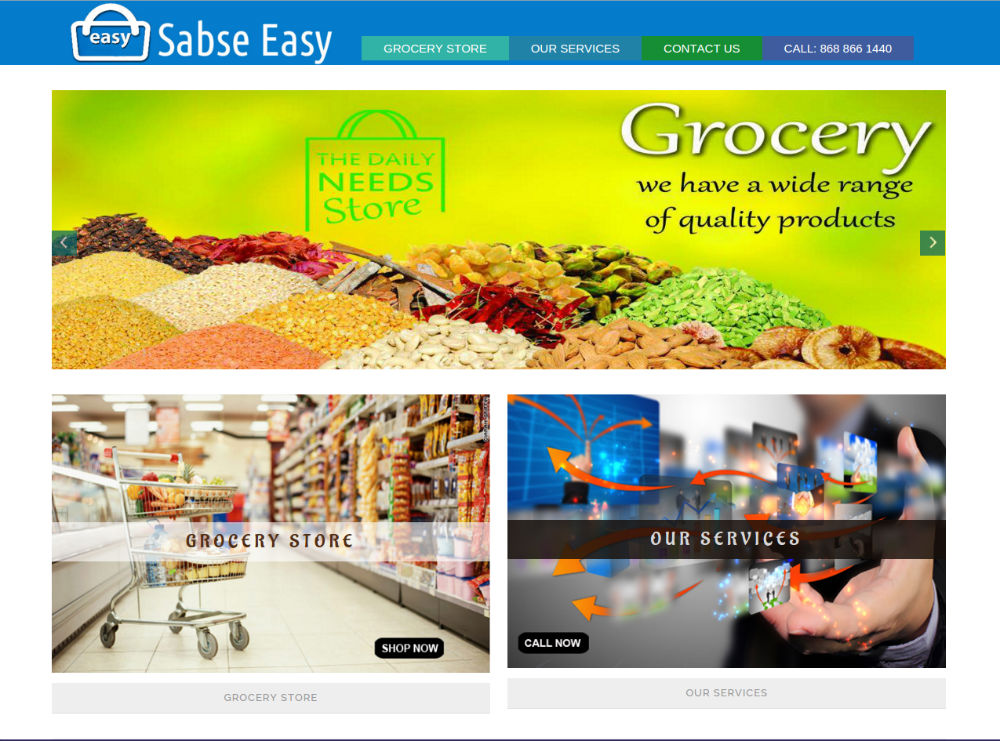 easy Sabse Easy
GROCERY STORE OUR SERVICES CONTACT US CALL: 868 866 1440
Grocery
THE DAILY
NEEDS
Store
we have a wide range
of quality products
GROCERY STORE
OUR SERVICES
SHOP NOW
CALL NOW
GROCERY STORE
OUR SERVICES